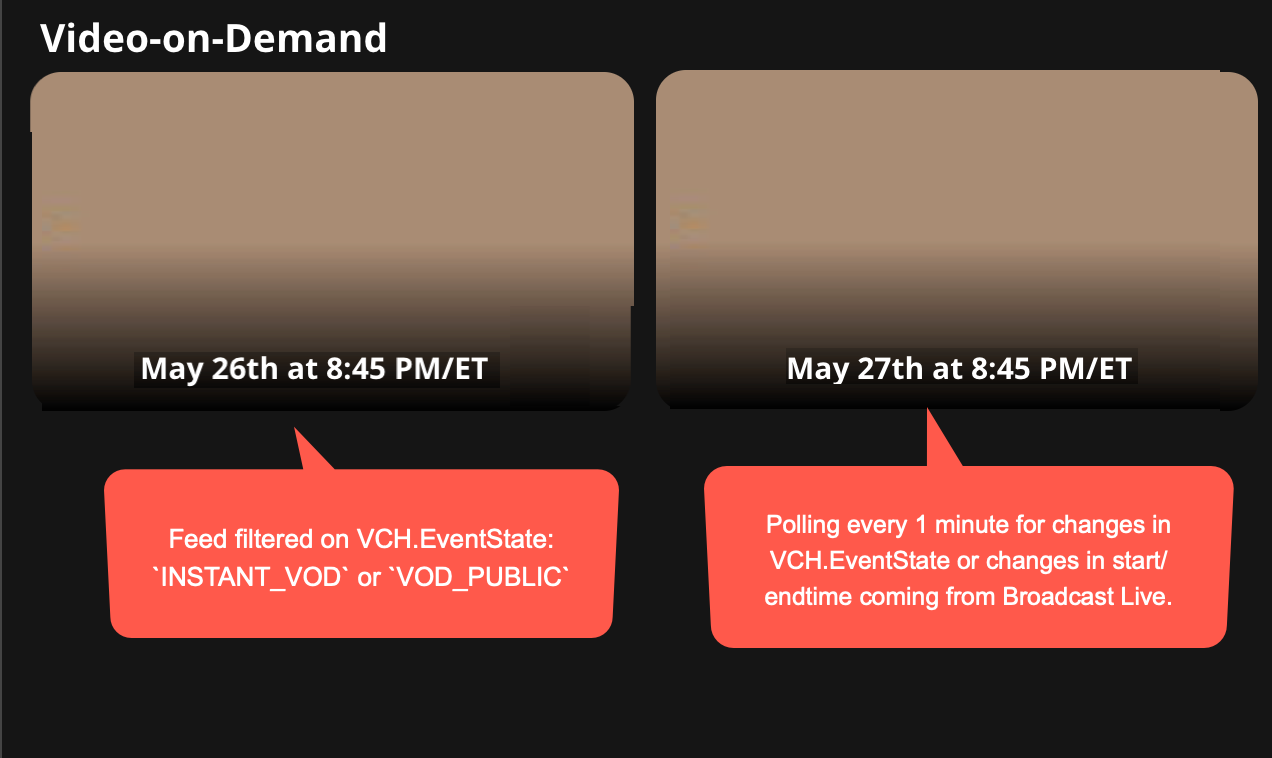 Video-on-Demand
May 26th at 8:45 PM/ET
May 27th at 8:45 PM/ET
Feed filtered on VCH.EventState:
`INSTANT_VOD` or `VOD_PUBLIC`
Polling every 1 minute for changes in
VCH.EventState or changes in start/
endtime coming from Broadcast Live.